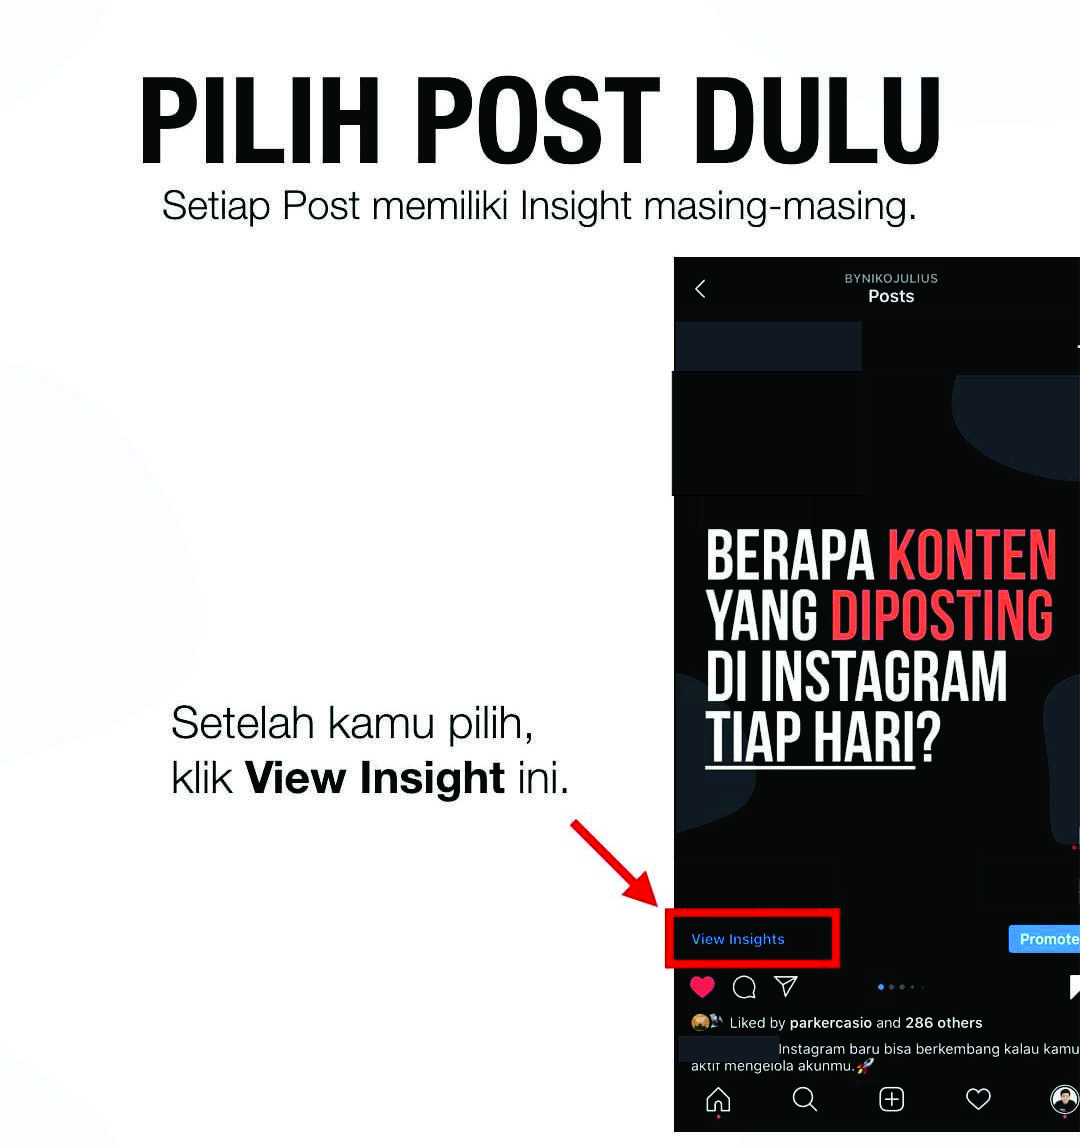 PILIH POST DULU
Setiap Post memiliki Insight masing-masing.
BYNIKOJULIUS
Posts
BERAPA KONTEN
YANG DIPOSTING
DI INSTAGRAM
TIAP HARI?
Setelah kamu pilih,
klik View Insight ini.
View Insights
Promote
Liked by parkercasio and 286 others
Instagram baru bisa berkembang kalau kamu
aktif mengelola akunmu.🚀